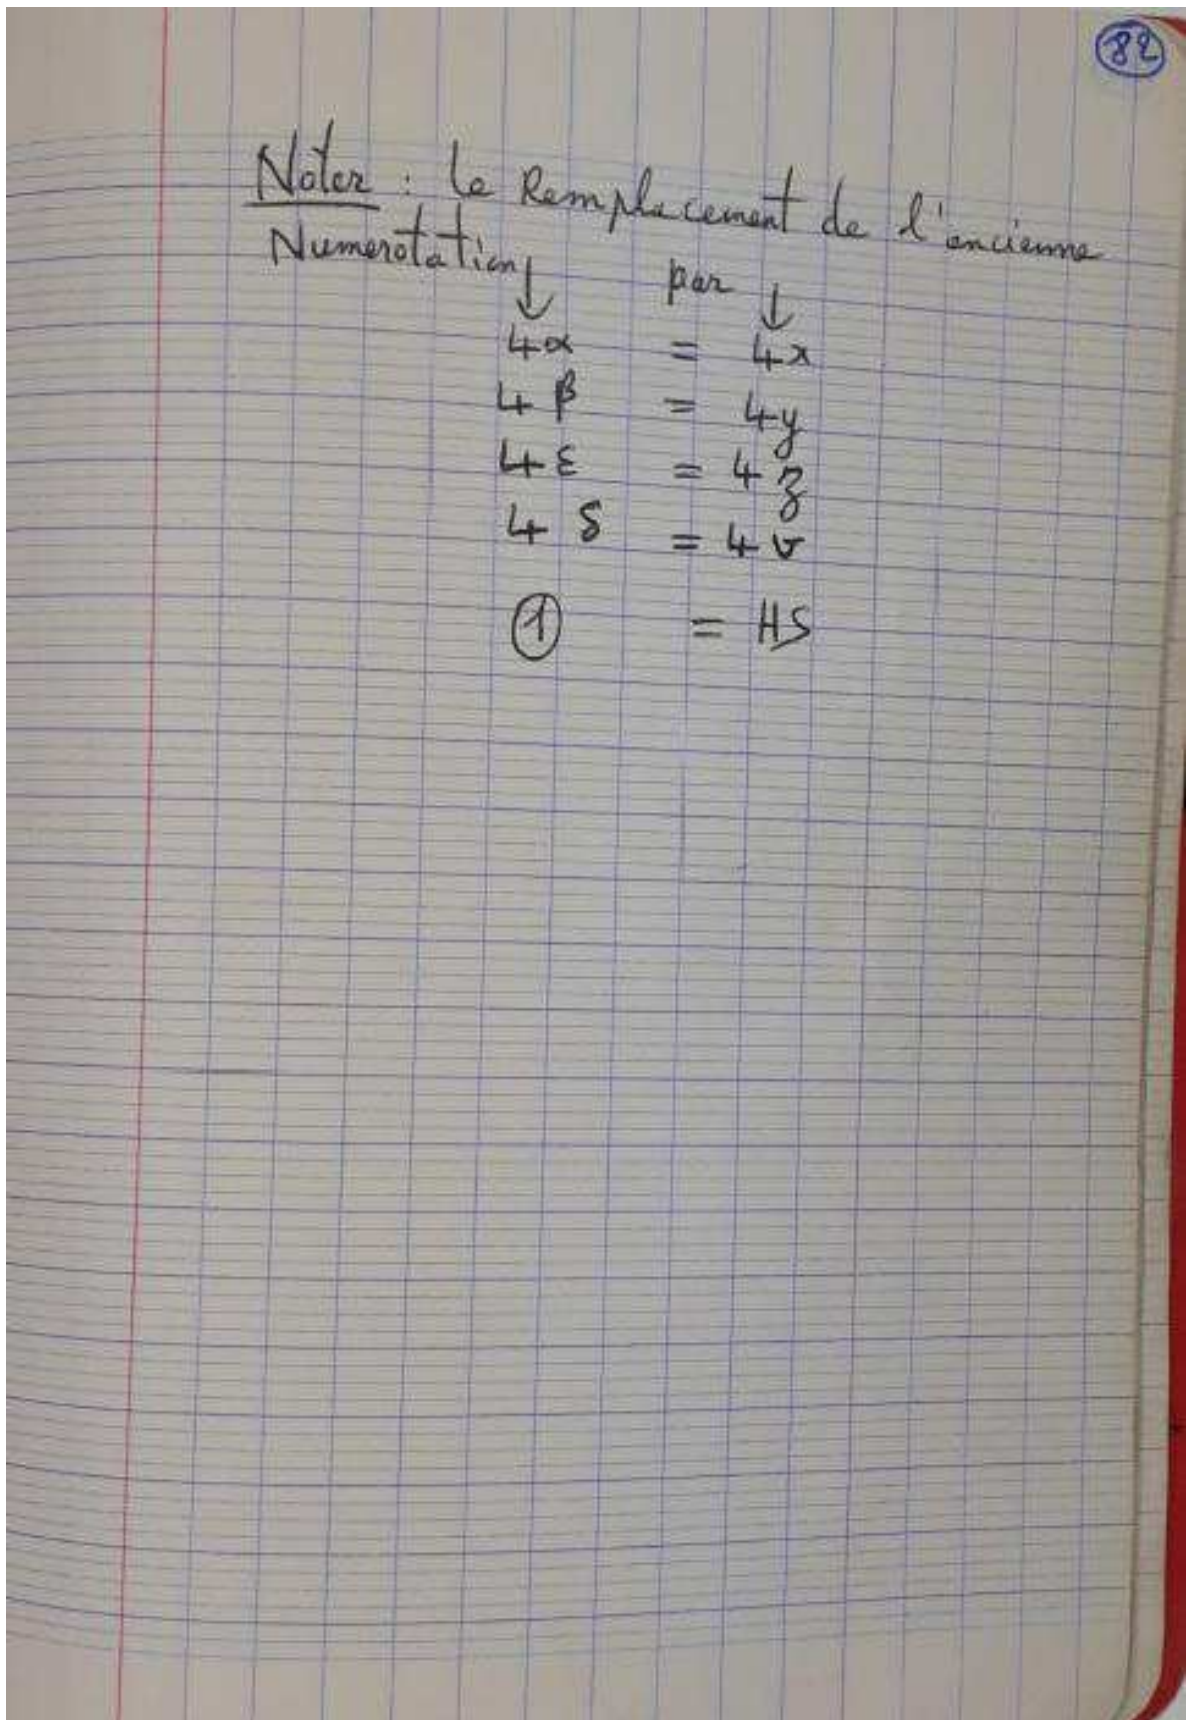 82
Noter : le Remplacement de l'ancienne
Numerotation ↓ par ↓
4α = 4x
4β = 4y
4ε = 4z
4δ = 4v
① = HS